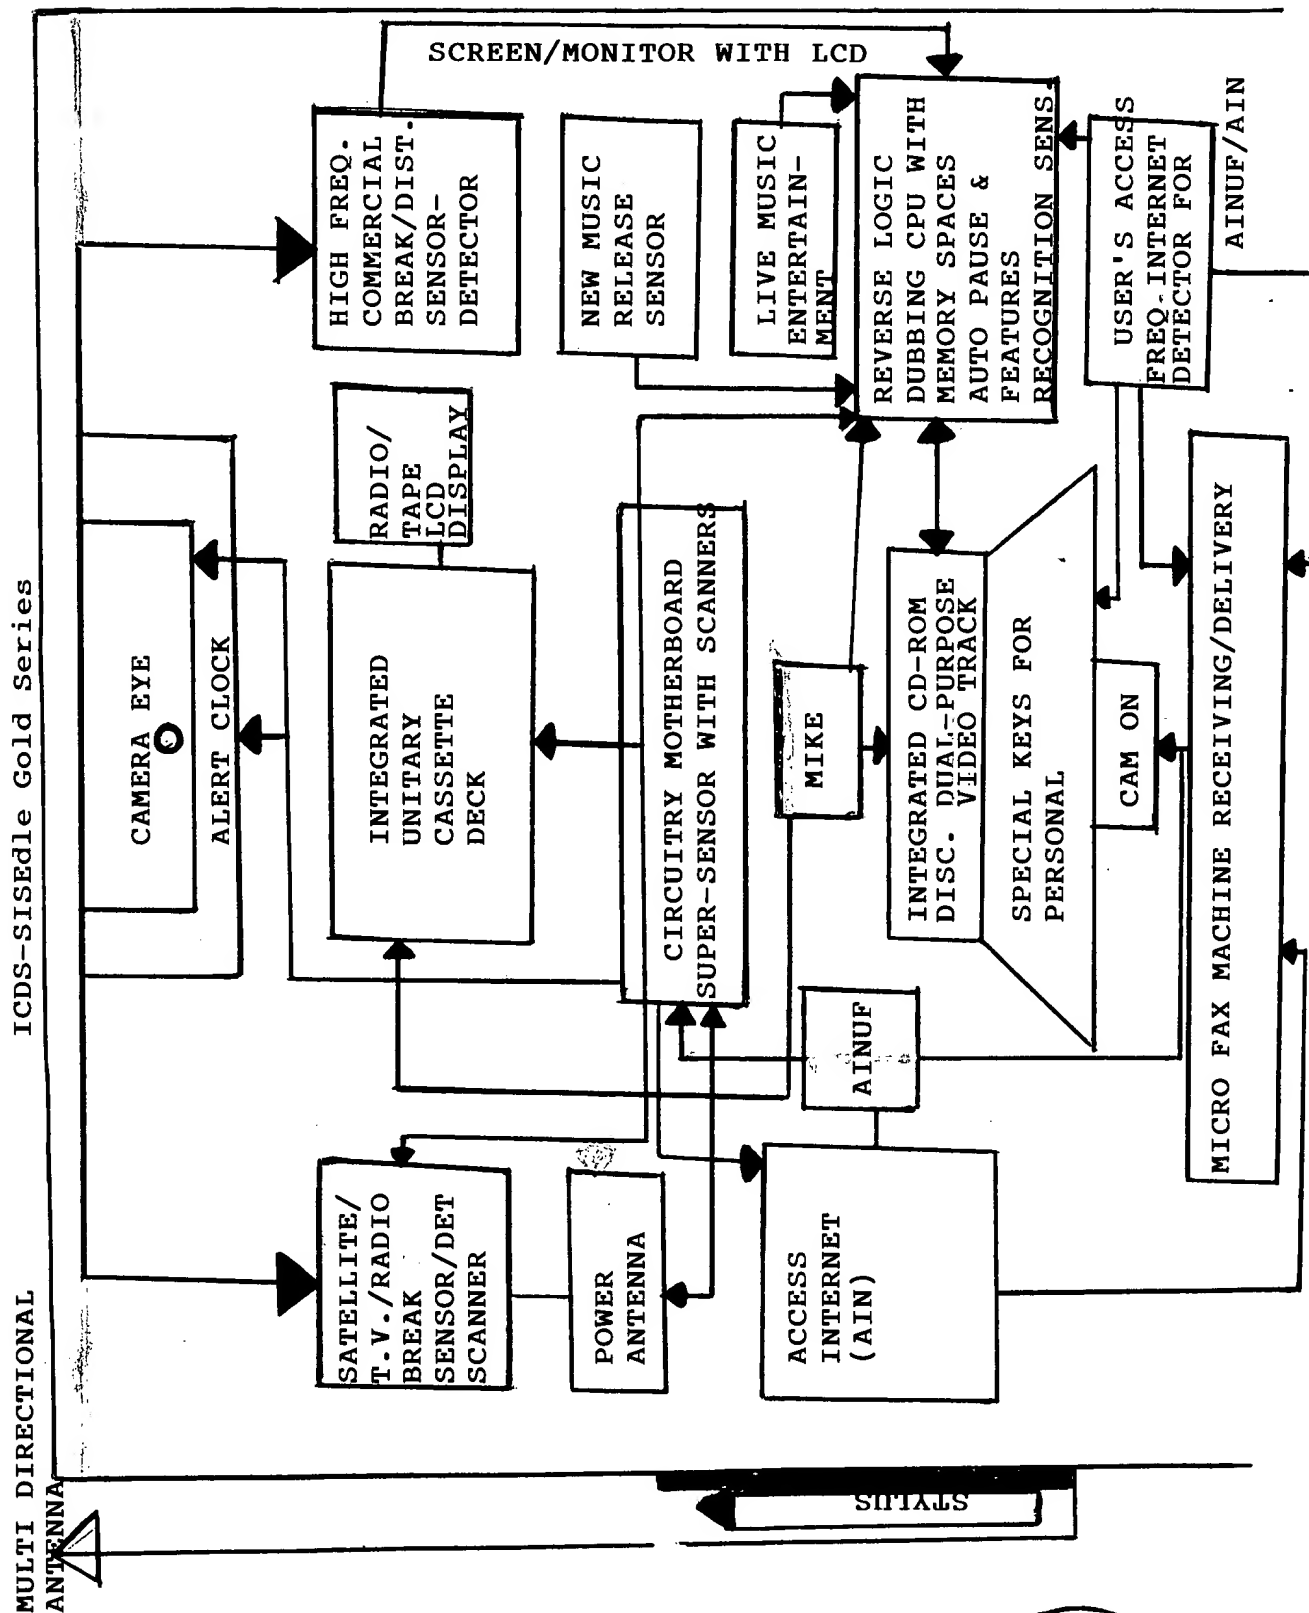 ICDS-SISEdle Gold Series
MULTI DIRECTIONAL
ANTENNA
CAMERA EYE
ALERT CLOCK
SCREEN/MONITOR WITH LCD
SATELLITE/
T.V./RADIO
BREAK
SENSOR/DET
SCANNER
INTEGRATED
UNITARY
CASSETTE
DECK
RADIO/
TAPE
LCD
DISPLAY
HIGH FREQ.
COMMERCIAL
BREAK/DIST.
SENSOR-
DETECTOR
POWER
ANTENNA
CIRCUITRY MOTHERBOARD
SUPER-SENSOR WITH SCANNERS
NEW MUSIC
RELEASE
SENSOR
LIVE MUSIC
ENTERTAIN-
MENT
ACCESS
INTERNET
(AIN)
AINUF
MIKE
REVERSE LOGIC
DUBBING CPU WITH
MEMORY SPACES
AUTO PAUSE &
FEATURES
RECOGNITION SENS.
INTEGRATED CD-ROM
DISC. DUAL-PURPOSE
VIDEO TRACK
SPECIAL KEYS FOR
PERSONAL
CAM ON
USER'S ACCESS
FREQ-INTERNET
DETECTOR FOR
AINUF/AIN
MICRO FAX MACHINE RECEIVING/DELIVERY
STYLUS